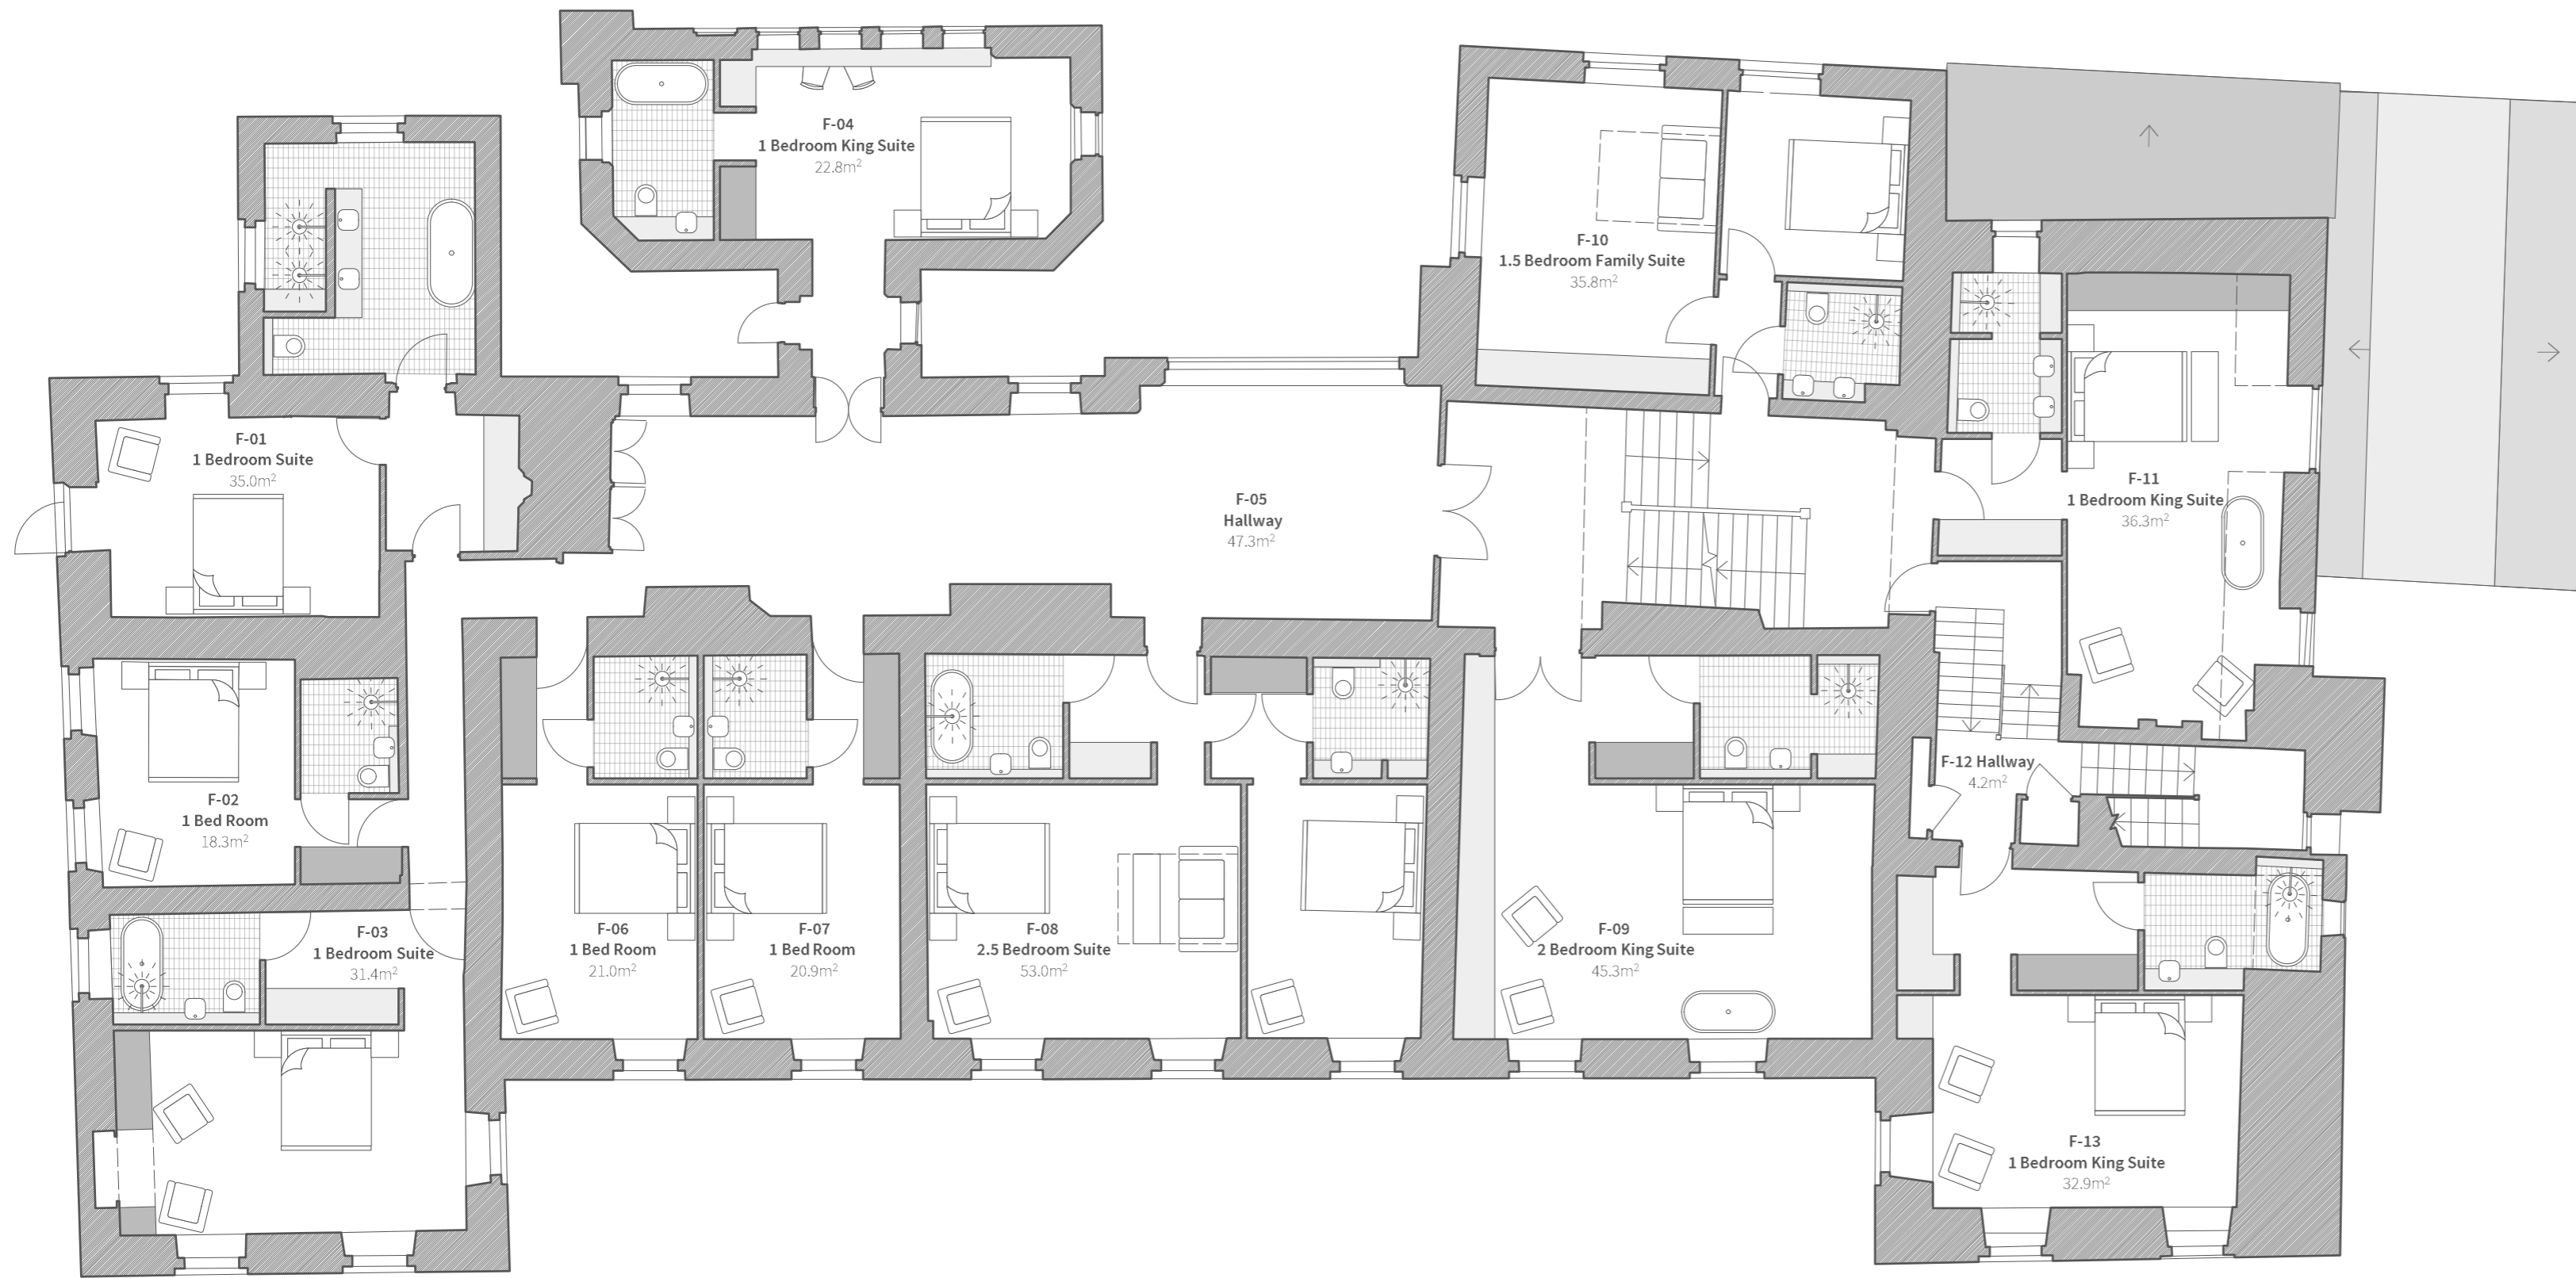 F-04
1 Bedroom King Suite
22.8m²
F-10
1.5 Bedroom Family Suite
35.8m²
F-01
1 Bedroom Suite
35.0m²
F-05
Hallway
47.3m²
F-11
1 Bedroom King Suite
36.3m²
F-02
1 Bed Room
18.3m²
F-12 Hallway
4.2m²
F-03
1 Bedroom Suite
31.4m²
F-06
1 Bed Room
21.0m²
F-07
1 Bed Room
20.9m²
F-08
2.5 Bedroom Suite
53.0m²
F-09
2 Bedroom King Suite
45.3m²
F-13
1 Bedroom King Suite
32.9m²